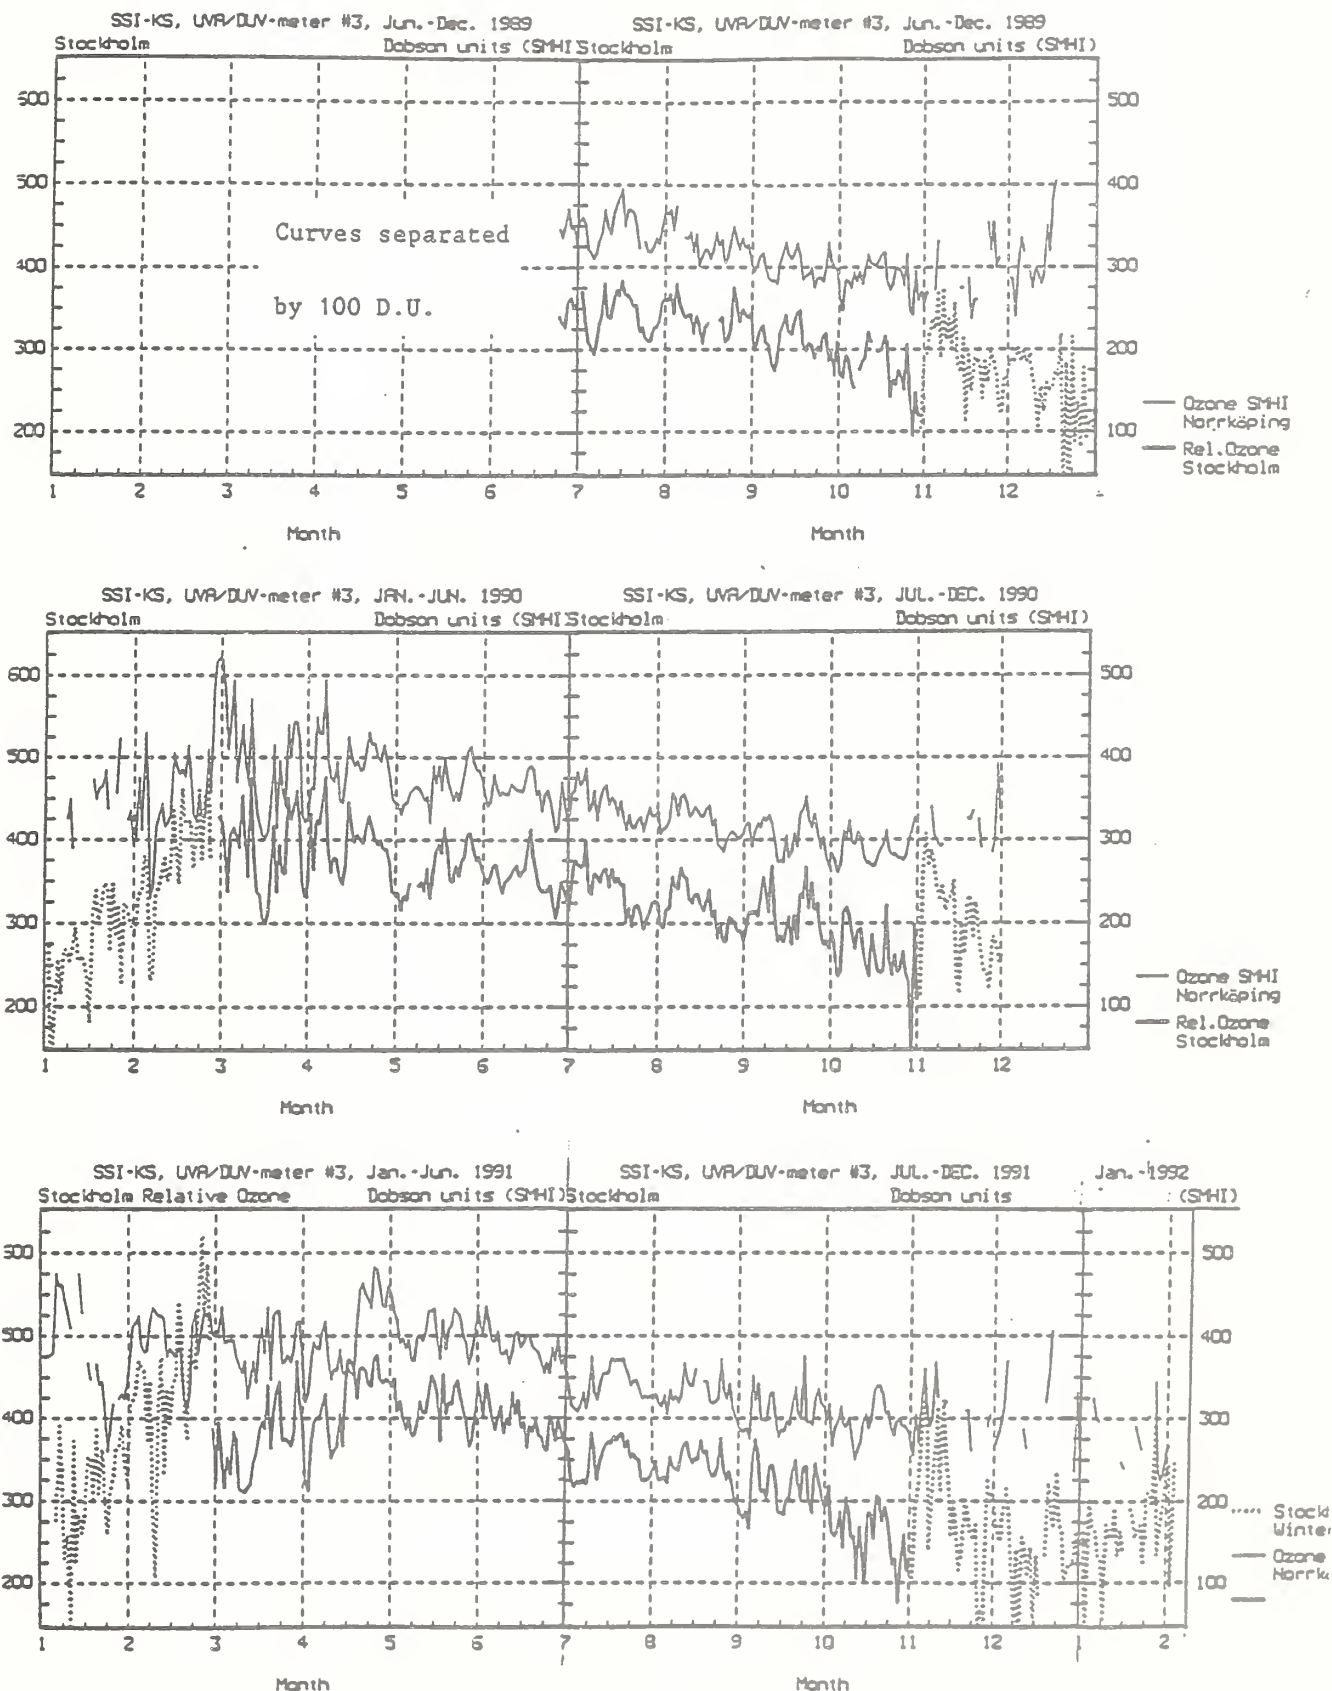 SSI-KS, UVA/DUV-meter #3, Jun.-Dec. 1989 SSI-KS, UVA/DUV-meter #3, Jun.-Dec. 1989
Stockholm Dobson units (SMHI Stockholm Dobson units (SMHI)
600 500
500 400
Curves separated
400 300
by 100 D.U.
300 200
Ozone SMHI
Norrköping
200 100
Rel.Ozone
Stockholm
1 2 3 4 5 6 7 8 9 10 11 12
Month Month
SSI-KS, UVA/DUV-meter #3, JAN.-JUN. 1990 SSI-KS, UVA/DUV-meter #3, JUL.-DEC. 1990
Stockholm Dobson units (SMHI Stockholm Dobson units (SMHI)
600 500
500 400
400 300
300 200
Ozone SMHI
Norrköping
200 100
Rel.Ozone
Stockholm
1 2 3 4 5 6 7 8 9 10 11 12
Month Month
SSI-KS, UVA/DUV-meter #3, Jan.-Jun. 1991 SSI-KS, UVA/DUV-meter #3, JUL.-DEC. 1991 Jan.- 1992
Stockholm Relative Ozone Dobson units (SMHI) Stockholm Dobson units (SMHI)
600 500
500 400
400 300
300 200
Stockh
Winter
Ozone
Norrk
200 100
1 2 3 4 5 6 7 8 9 10 11 12 1 2
Month Month